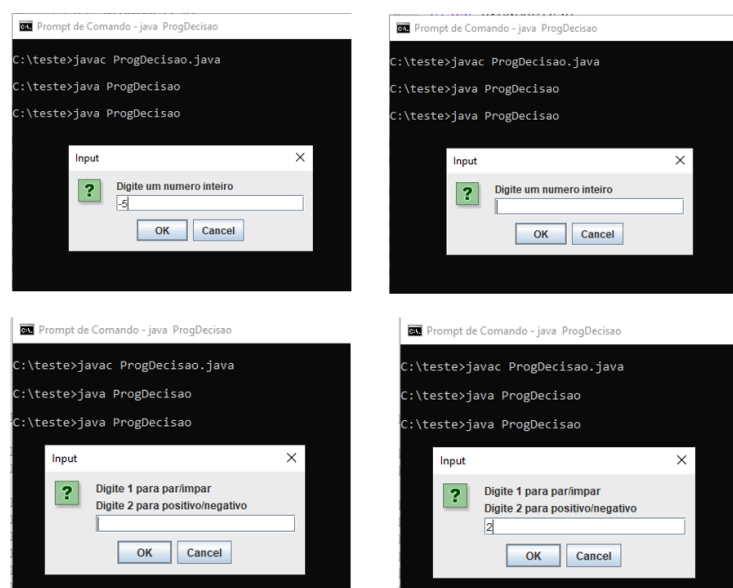 Prompt de Comando - java ProgDecisao
C:\teste>javac ProgDecisao.java
C:\teste>java ProgDecisao
C:\teste>java ProgDecisao
Input
Digite um numero inteiro
-5
OK
Cancel
Prompt de Comando - java ProgDecisao
C:\teste>javac ProgDecisao.java
C:\teste>java ProgDecisao
C:\teste>java ProgDecisao
Input
Digite um numero inteiro
OK
Cancel
Prompt de Comando - java ProgDecisao
C:\teste>javac ProgDecisao.java
C:\teste>java ProgDecisao
C:\teste>java ProgDecisao
Input
Digite 1 para par/impar
Digite 2 para positivo/negativo
OK
Cancel
Prompt de Comando - java ProgDecisao
C:\teste>javac ProgDecisao.java
C:\teste>java ProgDecisao
C:\teste>java ProgDecisao
Input
Digite 1 para par/impar
Digite 2 para positivo/negativo
2
OK
Cancel